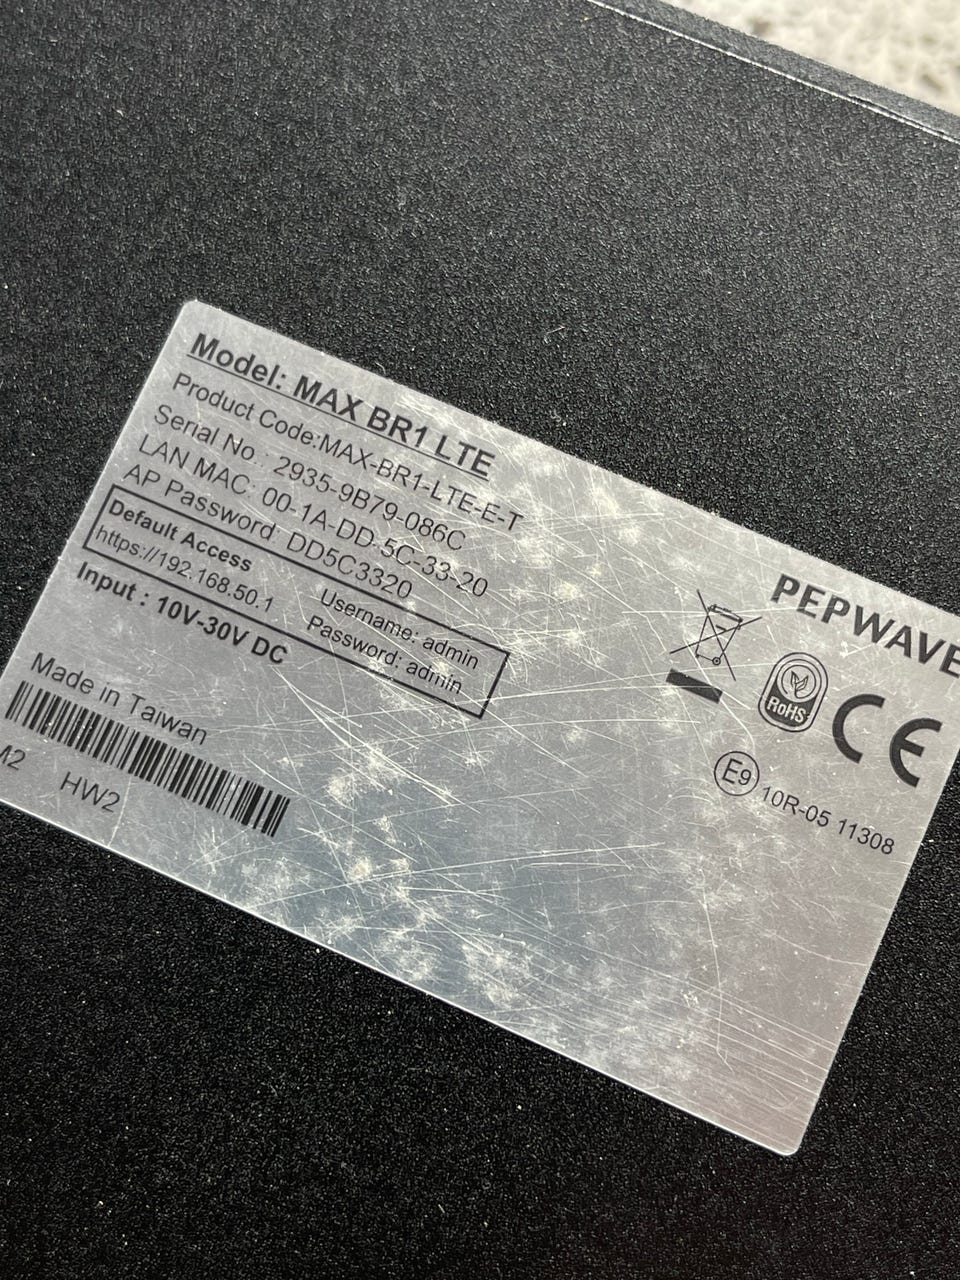 Model: MAX BR1 LTE
Product Code:MAX-BR1-LTE-E-T
Serial No.: 2935-9B79-086C
LAN MAC: 00-1A-DD-5C-33-20
AP Password: DD5C3320
Default Access
https://192.168.50.1
Username: admin
Password: admin
Input : 10V-30V DC
Made in Taiwan
HW2
PEPWAVE
RoHS
CE
E9 10R-05 11308